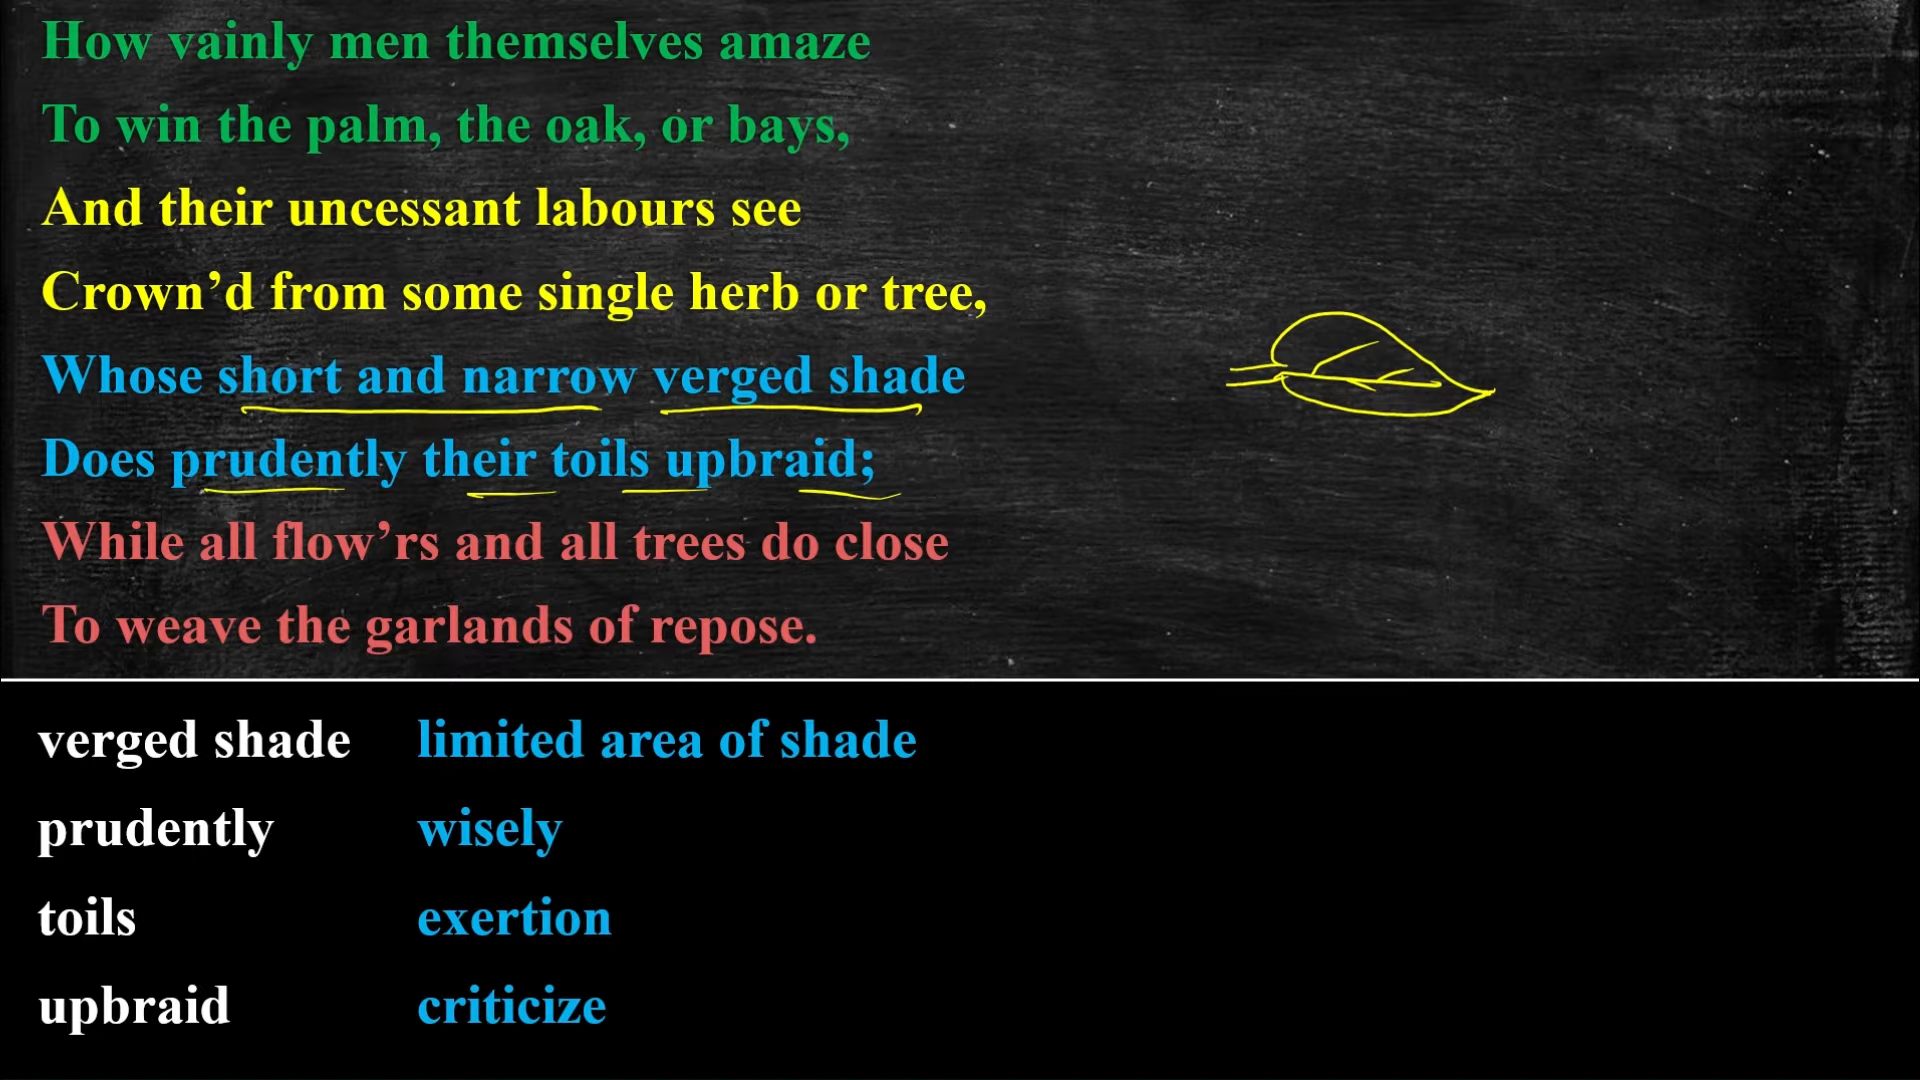 How vainly men themselves amaze
To win the palm, the oak, or bays,
And their uncessant labours see
Crown’d from some single herb or tree,
Whose short and narrow verged shade
Does prudently their toils upbraid;
While all flow’rs and all trees do close
To weave the garlands of repose.
verged shade limited area of shade
prudently wisely
toils exertion
upbraid criticize